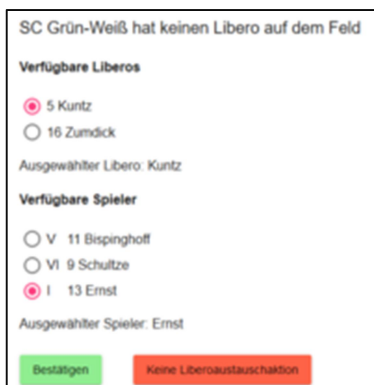 SC Grün-Weiß hat keinen Libero auf dem Feld
Verfügbare Liberos
5 Kuntz
16 Zumdick
Ausgewählter Libero: Kuntz
Verfügbare Spieler
V 11 Bispinghoff
VI 9 Schultze
I 13 Ernst
Ausgewählter Spieler: Ernst
Bestätigen Keine Liberoaustauschaktion